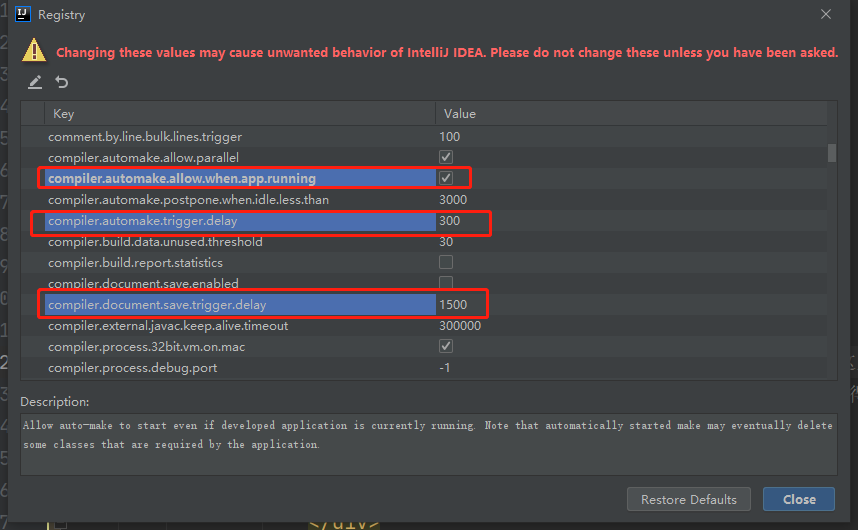 Registry
Changing these values may cause unwanted behavior of IntelliJ IDEA. Please do not change these unless you have been asked.
Key Value
comment.by.line.bulk.lines.trigger 100
compiler.automake.allow.parallel
compiler.automake.allow.when.app.running
compiler.automake.postpone.when.idle.less.than 3000
compiler.automake.trigger.delay 300
compiler.build.data.unused.threshold 30
compiler.build.report.statistics
compiler.document.save.enabled
compiler.document.save.trigger.delay 1500
compiler.external.javac.keep.alive.timeout 300000
compiler.process.32bit.vm.on.mac
compiler.process.debug.port -1
Description:
Allow auto-make to start even if developed application is currently running. Note that automatically started make may eventually delete
some classes that are required by the application.
Restore Defaults Close
</div>